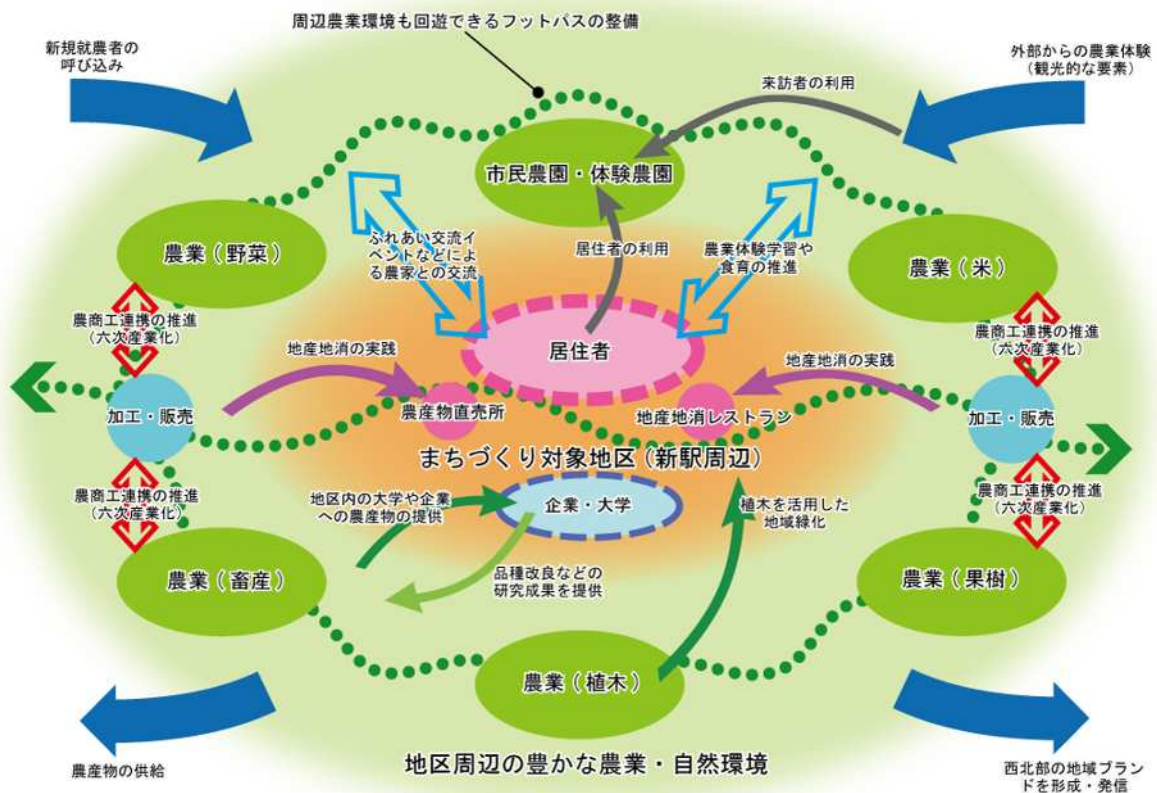 周辺農業環境も回遊できるフットパスの整備
新規就農者の
呼び込み
外部からの農業体験
（観光的な要素）
来訪者の利用
市民農園・体験農園
農業（野菜）
ふれあい交流イ
ベントなどによ
る農家との交流
居住者の利用
農業体験学習や
食育の推進
農業（米）
農商工連携の推進
（六次産業化）
居住者
農商工連携の推進
（六次産業化）
地産地消の実践
地産地消の実践
加工・販売
農産物直売所
地産地消レストラン
加工・販売
まちづくり対象地区（新駅周辺）
農商工連携の推進
（六次産業化）
地区内の大学や企業
への農産物の提供
企業・大学
植木を活用した
地域緑化
農商工連携の推進
（六次産業化）
農業（畜産）
品種改良などの
研究成果を提供
農業（果樹）
農業（植木）
農産物の供給
地区周辺の豊かな農業・自然環境
西北部の地域ブラン
ドを形成・発信